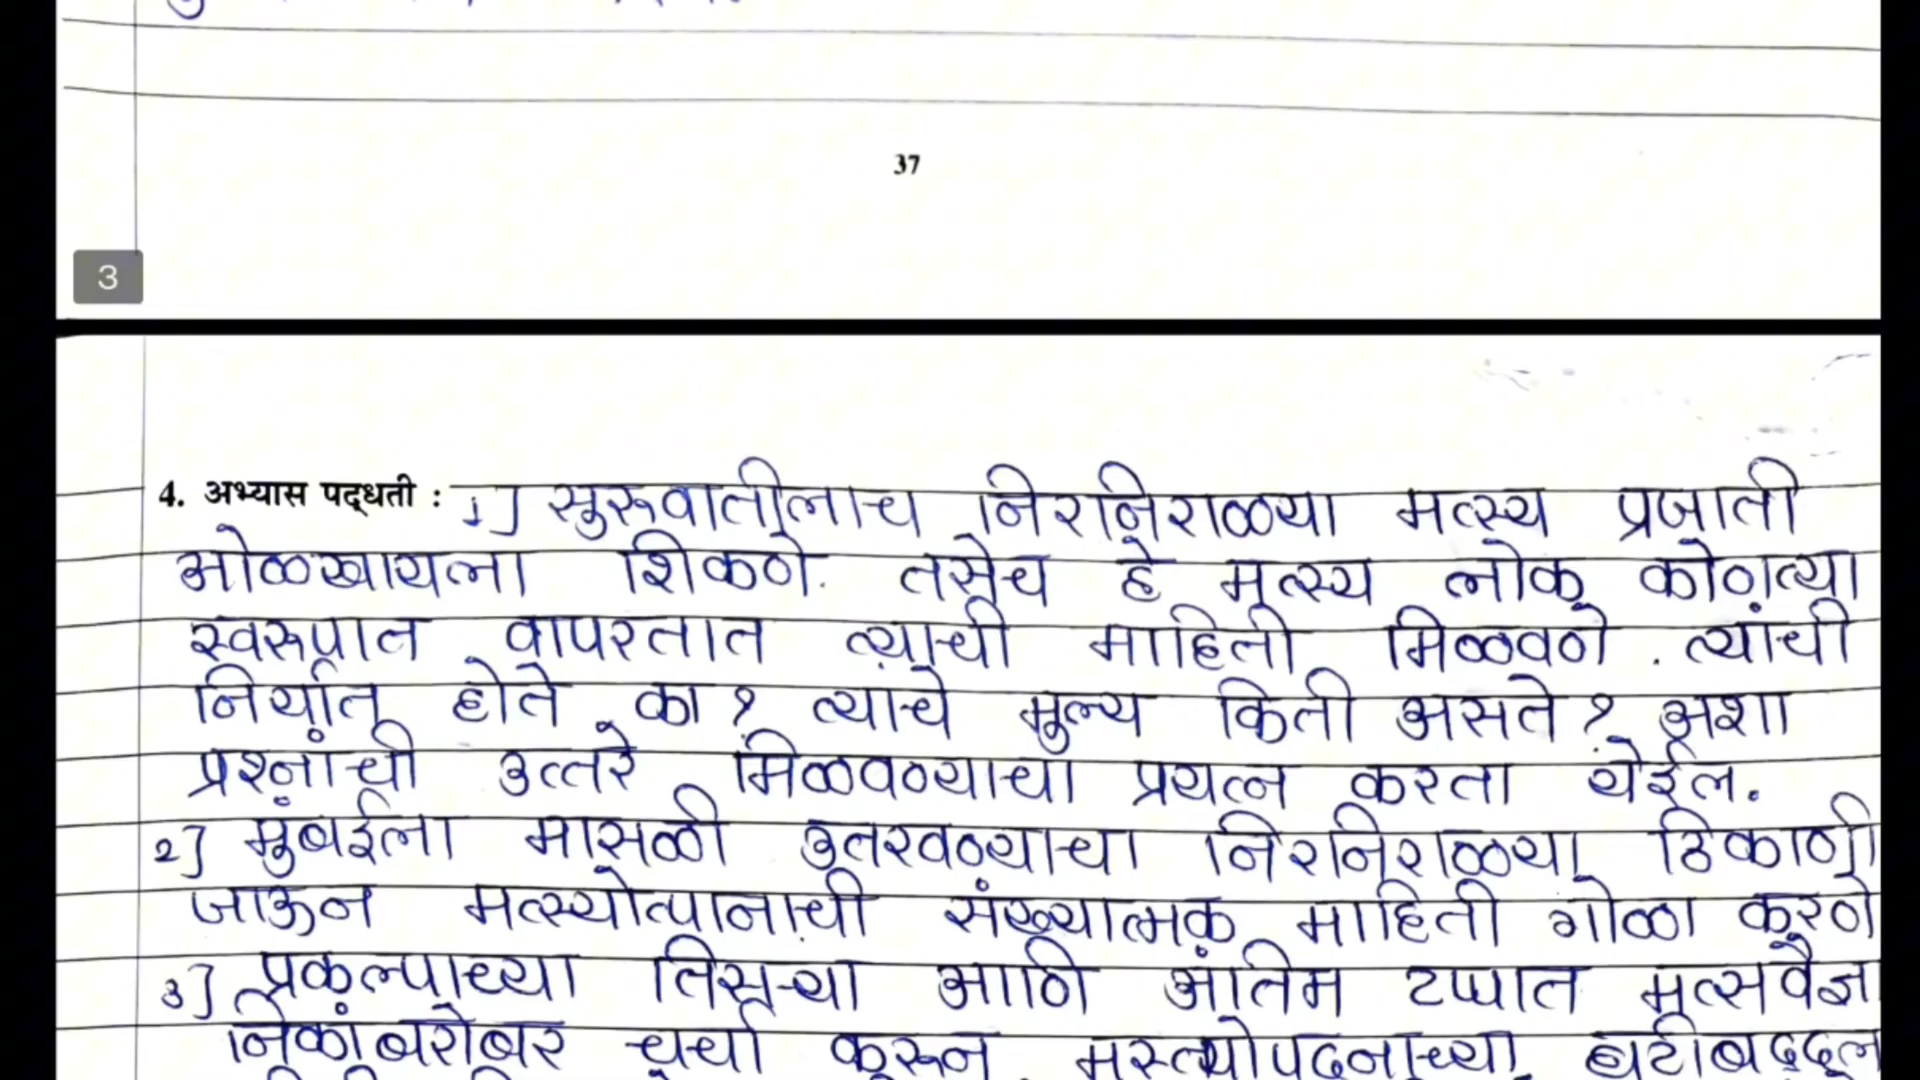 37
3
4. अभ्यास पद्धती : 1] सुरुवातीलाच निरनिराळ्या मत्स्य प्रजाती
ओळखायला शिकणे. तसेच हे मत्स्य लोक कोणत्या
स्वरूपात वापरतात त्याची माहिती मिळवणे. त्यांची
निर्यात होते का? त्याचे मुल्य किती असते? अशा
प्रश्नांची उत्तरे मिळवण्याचा प्रयत्न करता येईल.
2] मुबईला मासळी उतरवण्याचा निरनिराळ्या ठिकाणी
जाऊन मत्स्योत्पानाची संख्यात्मक माहिती गोळा करणे
3] प्रकल्पाच्या तिसऱ्या आणि अंतिम टप्पात मत्सवैज्ञा
निकांबरोबर चर्चा करून मस्त्योपदनाच्या घटीबद्दल